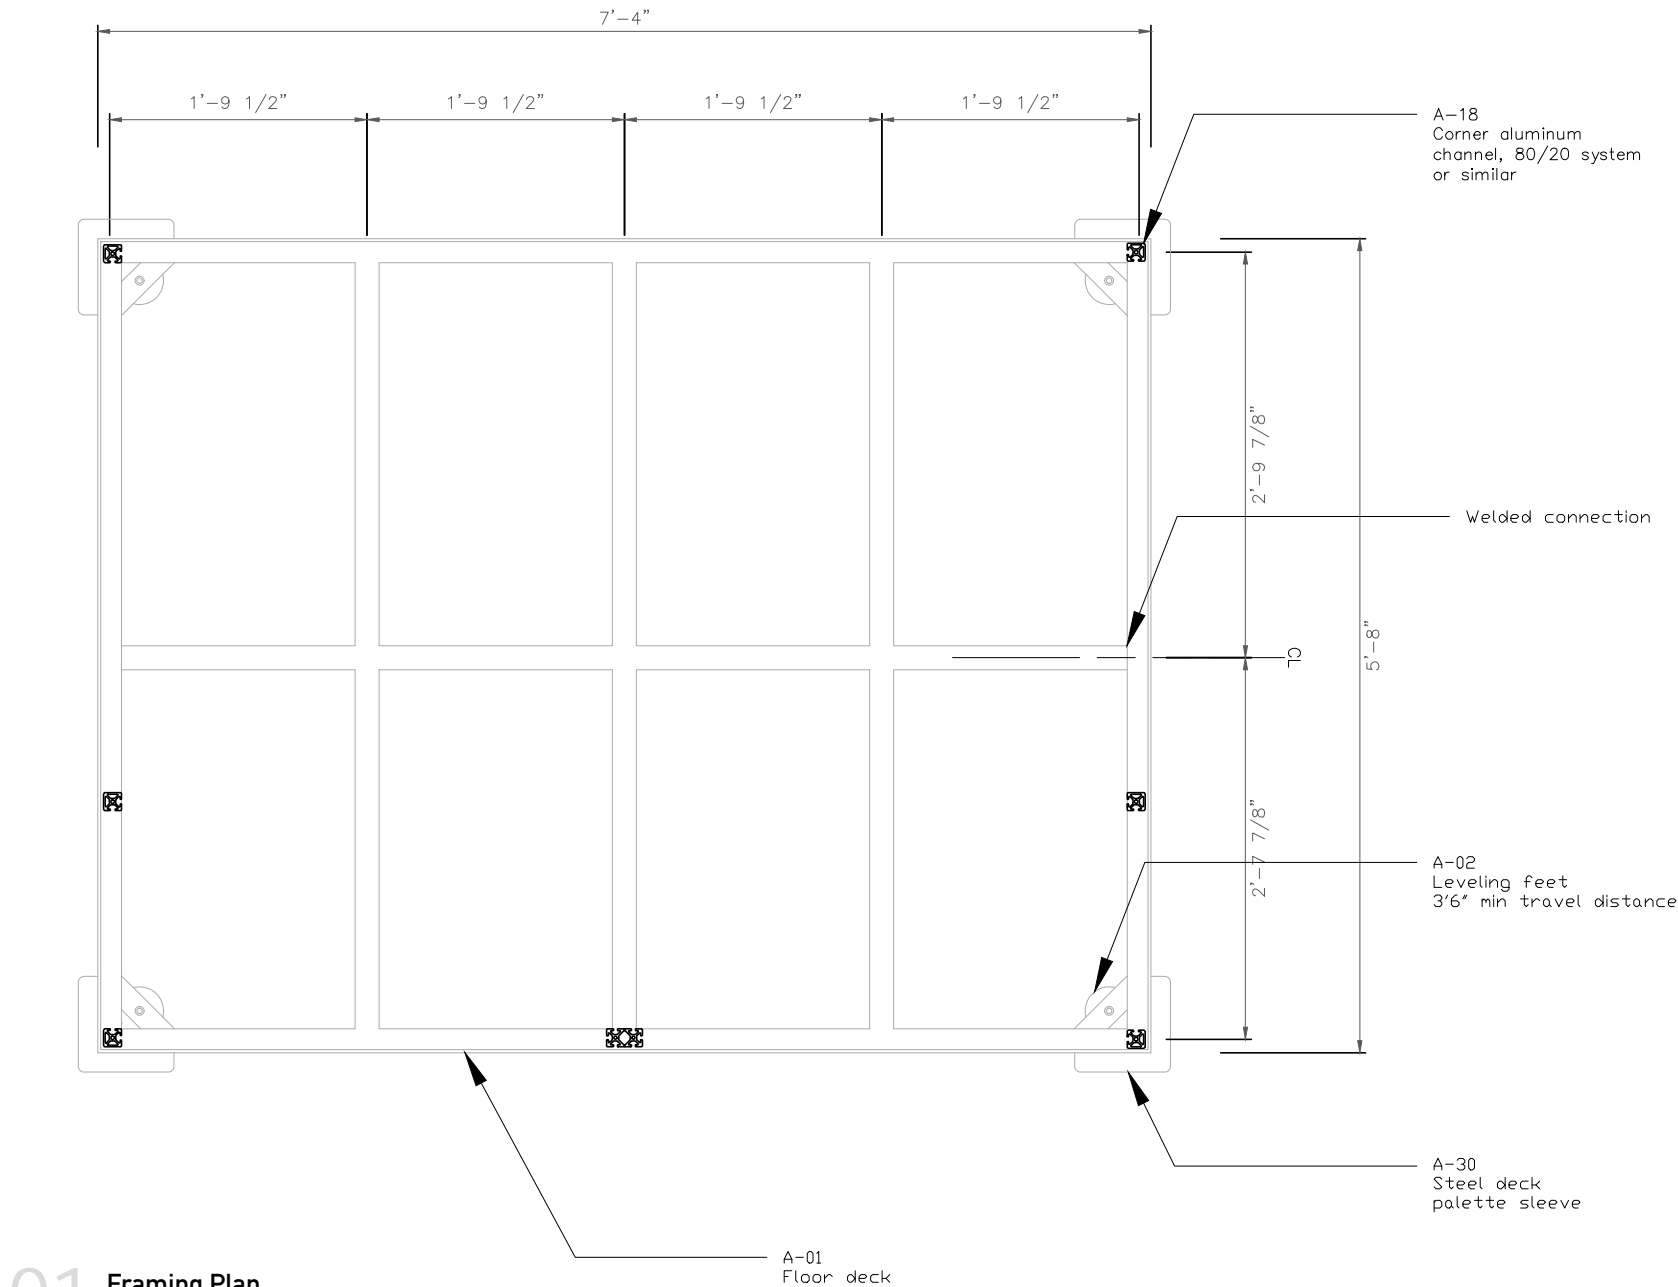 7'-4"
1'-9 1/2"
1'-9 1/2"
1'-9 1/2"
1'-9 1/2"
A-18
Corner aluminum
channel, 80/20 system
or similar
2'-9 7/8"
Welded connection
CL
5'-8"
2'-7 7/8"
A-02
Leveling feet
3'6" min travel distance
A-30
Steel deck
palette sleeve
A-01
Floor deck
01 Framing Plan